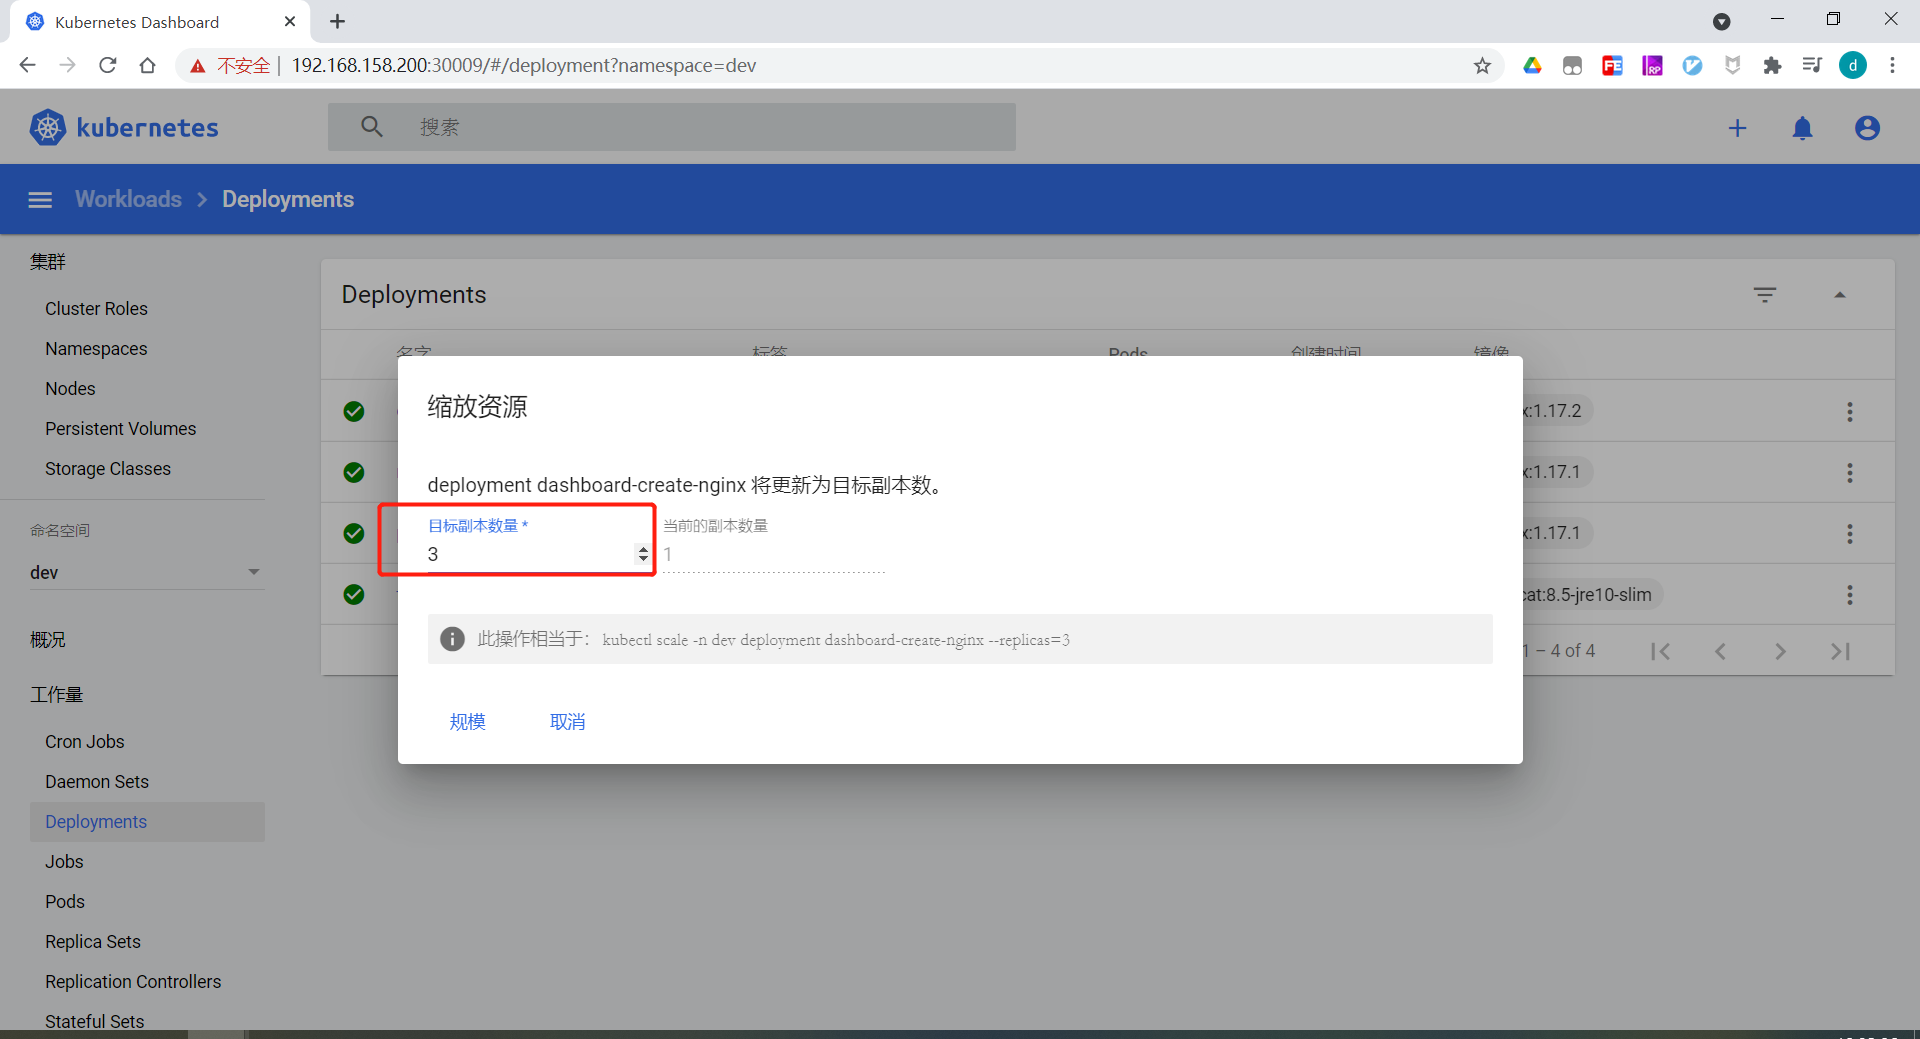 Kubernetes Dashboard
不安全 | 192.168.158.200:30009/#/deployment?namespace=dev
FE
RP
d
kubernetes
搜索
Workloads > Deployments
集群
Cluster Roles
Namespaces
Nodes
Persistent Volumes
Storage Classes
命名空间
dev
概况
工作量
Cron Jobs
Daemon Sets
Deployments
Jobs
Pods
Replica Sets
Replication Controllers
Stateful Sets
Deployments
名字 标签 Pods 创建时间 镜像
x:1.17.2
x:1.17.1
x:1.17.1
cat:8.5-jre10-slim
1 – 4 of 4
缩放资源
deployment dashboard-create-nginx 将更新为目标副本数。
目标副本数量 * 当前的副本数量
3 1
此操作相当于： kubectl scale -n dev deployment dashboard-create-nginx --replicas=3
规模 取消